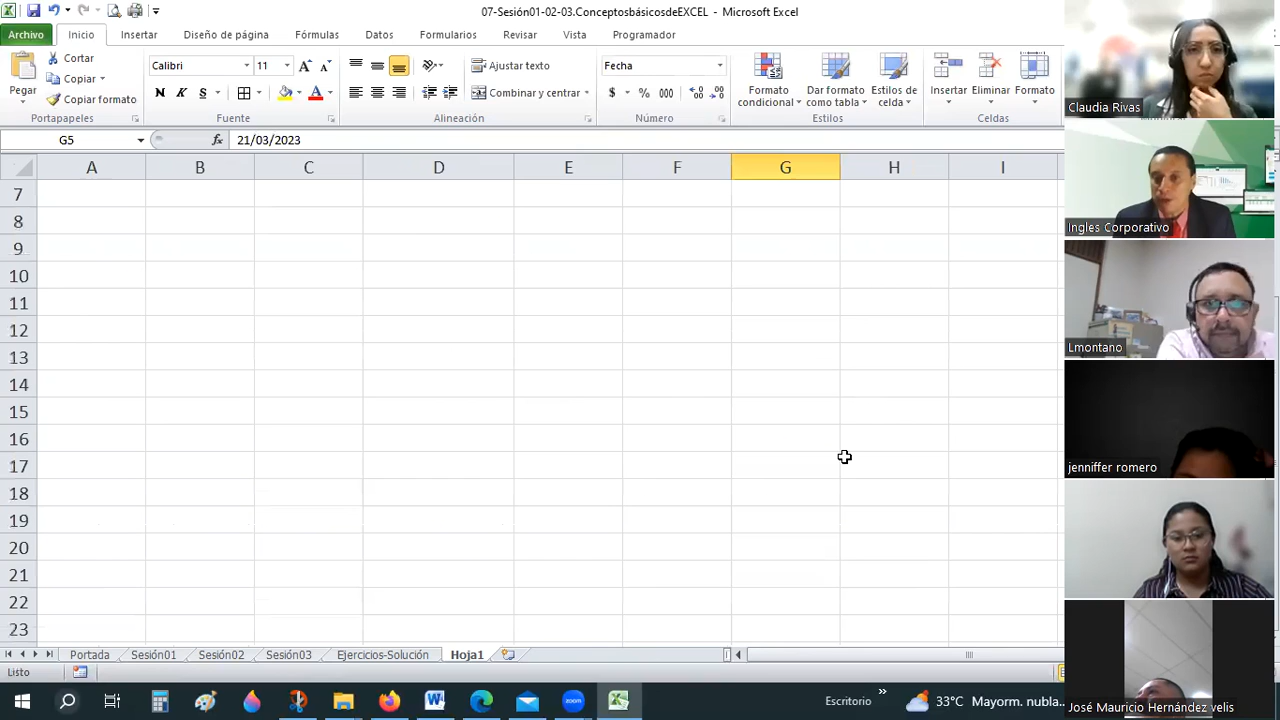 07-Sesión01-02-03.ConceptosbásicosdeEXCEL - Microsoft Excel
Archivo Inicio Insertar Diseño de página Fórmulas Datos Formularios Revisar Vista Programador
Pegar
Cortar
Copiar
Copiar formato
Portapapeles
Calibri 11
N K S
Fuente
Ajustar texto
Combinar y centrar
Alineación
Fecha
$ % 000
Número
Formato condicional
Dar formato como tabla
Estilos de celda
Estilos
Insertar
Eliminar
Formato
Celdas
G5 fx 21/03/2023
A B C D E F G H I
7
8
9
10
11
12
13
14
15
16
17
18
19
20
21
22
23
Portada Sesión01 Sesión02 Sesión03 Ejercicios-Solución Hoja1
Listo
Escritorio » 33°C Mayorm. nubla...
Claudia Rivas
Ingles Corporativo
Lmontano
jenniffer romero
José Mauricio Hernández velis